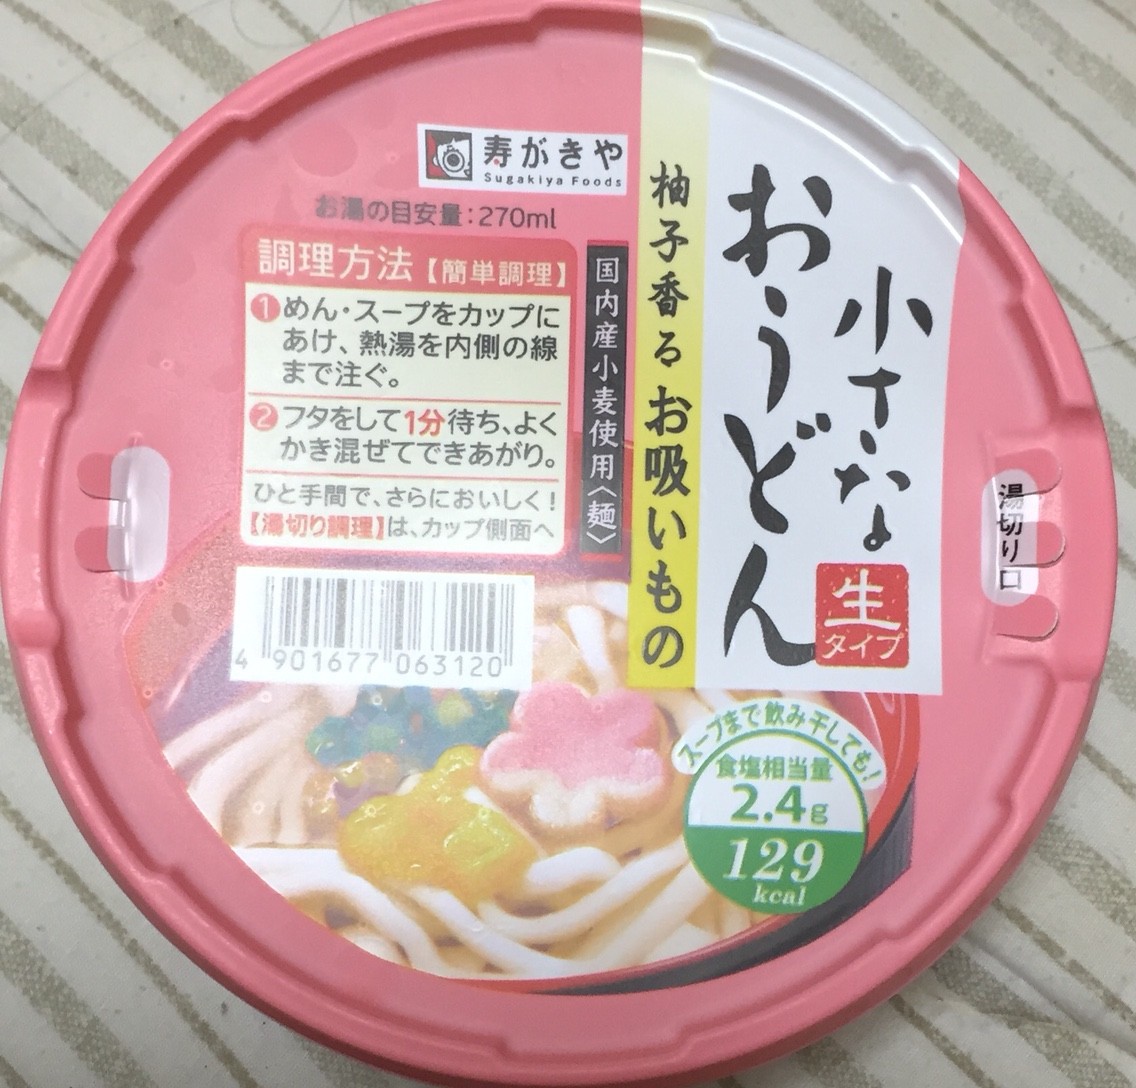 寿がきや
Sugakiya Foods
お湯の目安量:270ml
調理方法【簡単調理】
1 めん・スープをカップに
あけ、熱湯を内側の線
まで注ぐ。
2 フタをして1分待ち、よく
かき混ぜてできあがり。
ひと手間で、さらにおいしく!
【湯切り調理】は、カップ側面へ
国内産小麦使用〈麺〉
柚子香るお吸いもの
小さな
おうどん
生
タイプ
湯切り口
4 901677 063120
スープまで飲み干しても!
食塩相当量
2.4g
129
kcal